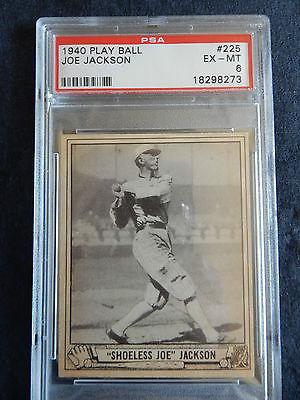 PSA
1940 PLAY BALL #225
JOE JACKSON EX - MT
6
18298273
"SHOELESS JOE" JACKSON